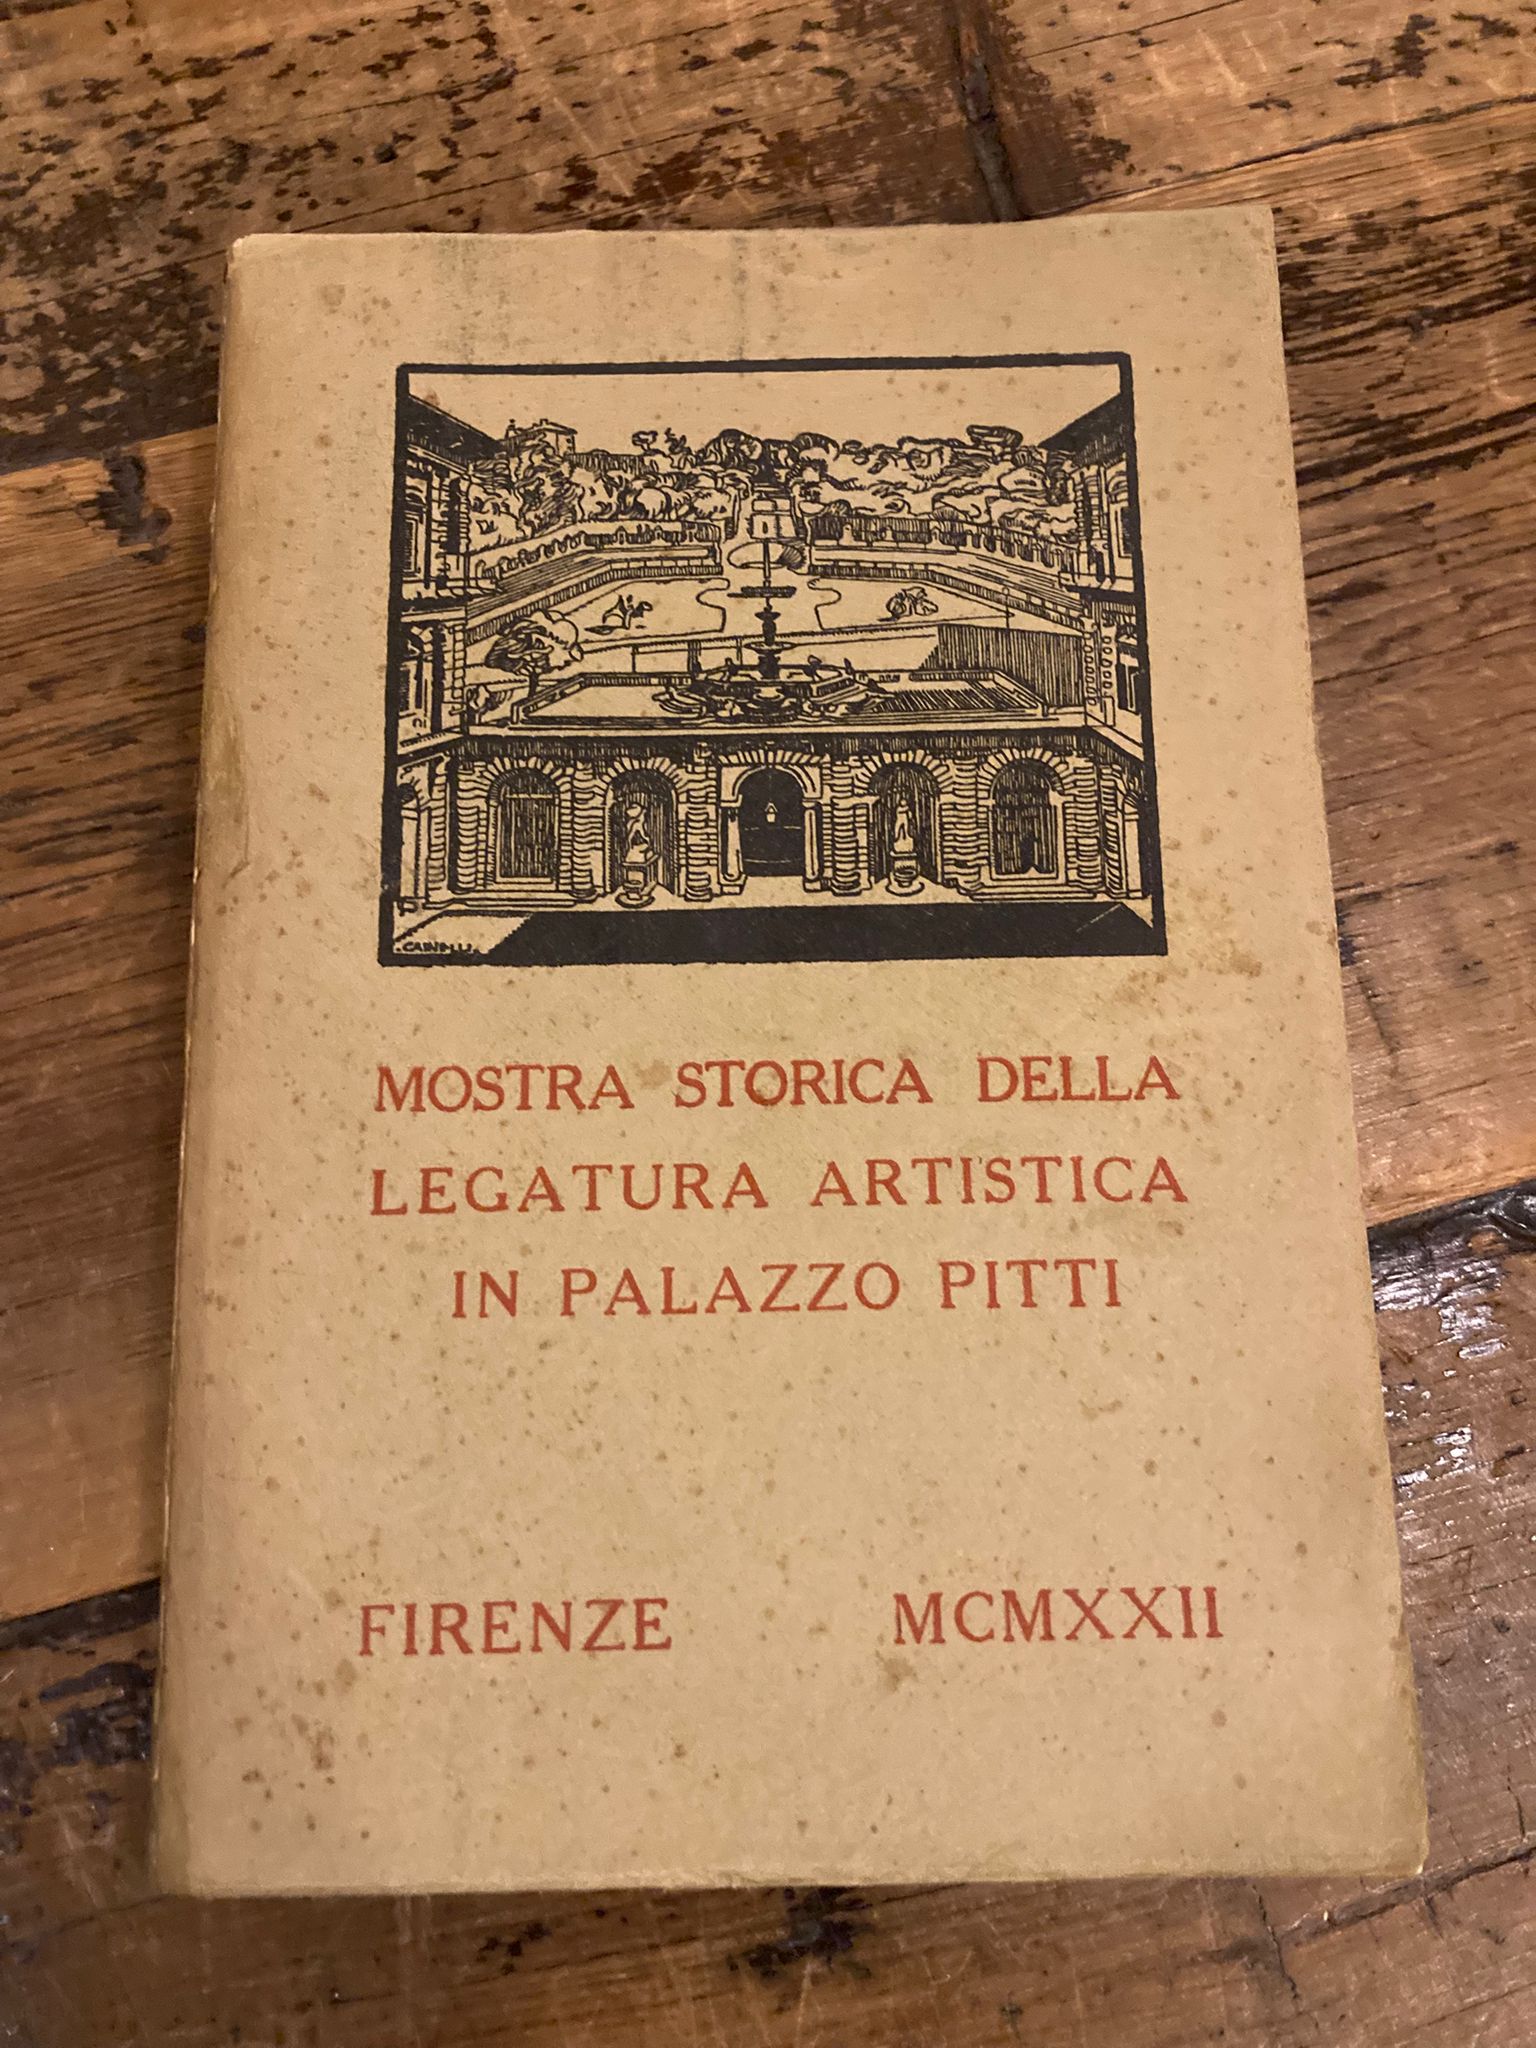 MOSTRA STORICA DELLA
LEGATURA ARTISTICA
IN PALAZZO PITTI
FIRENZE MCMXXII